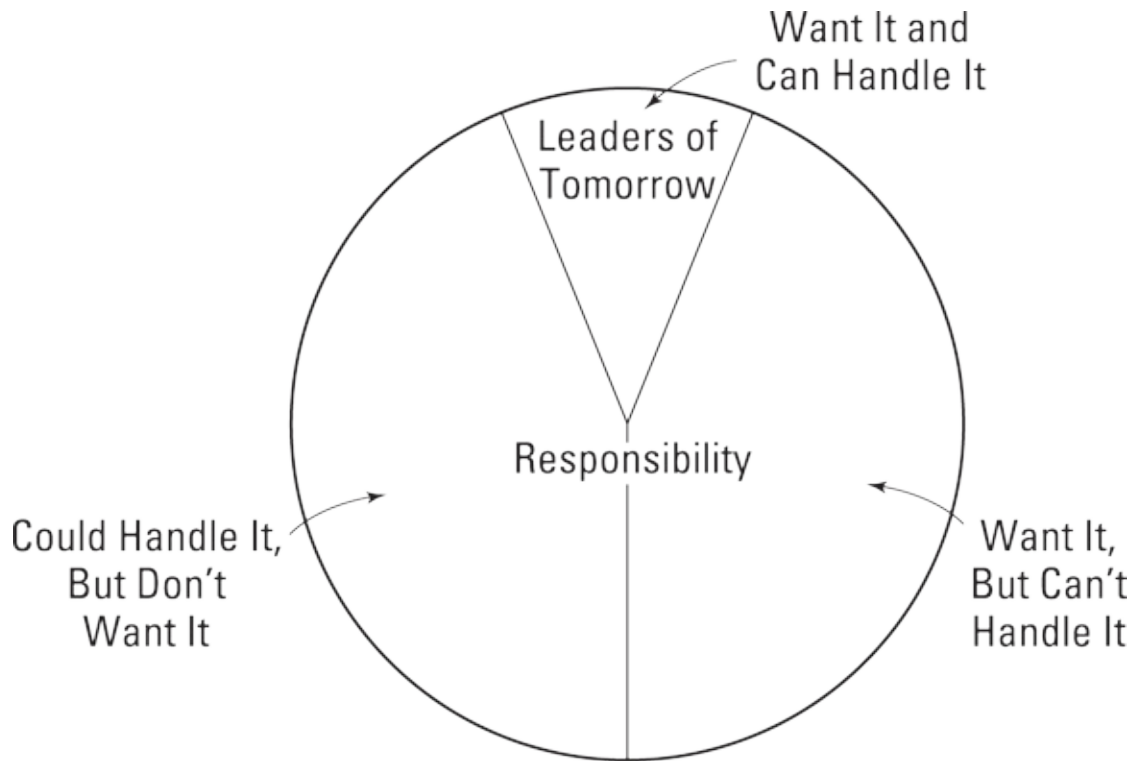 Want It and
Can Handle It
Leaders of
Tomorrow
Responsibility
Could Handle It,
But Don't
Want It
Want It,
But Can't
Handle It